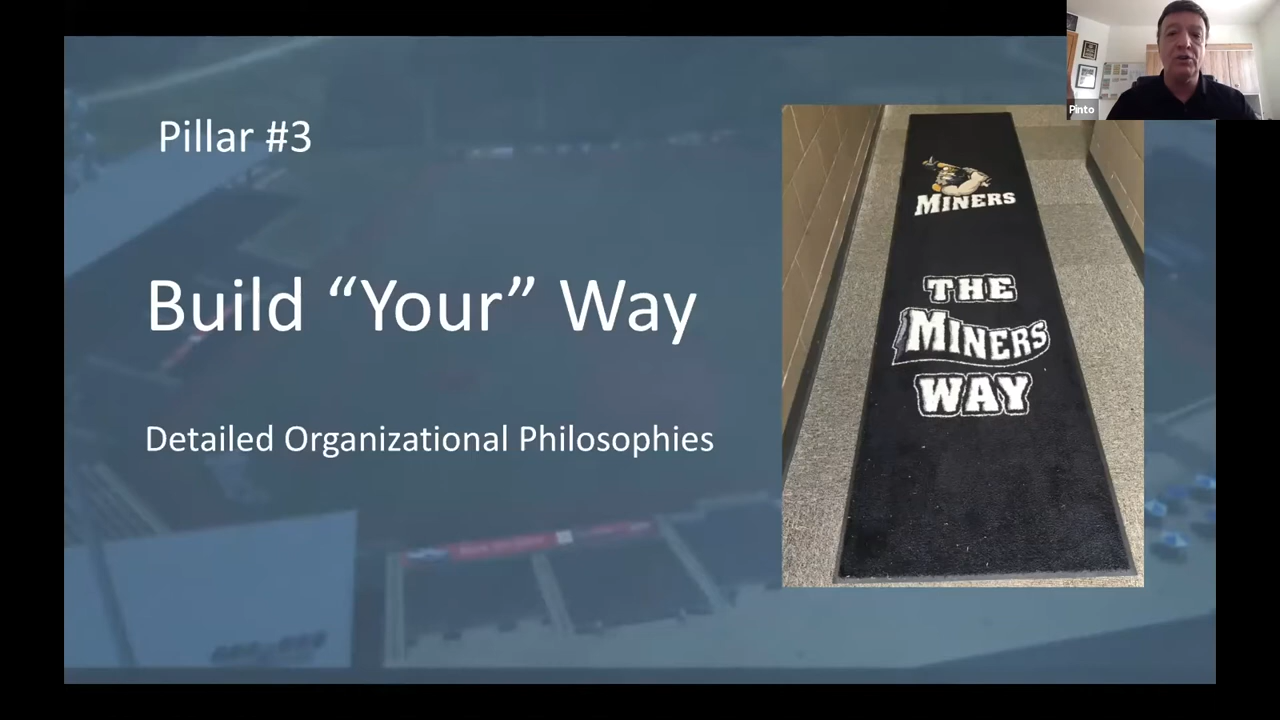 Pillar #3
Build “Your” Way
Detailed Organizational Philosophies
MINERS
THE
MINERS
WAY
Pinto